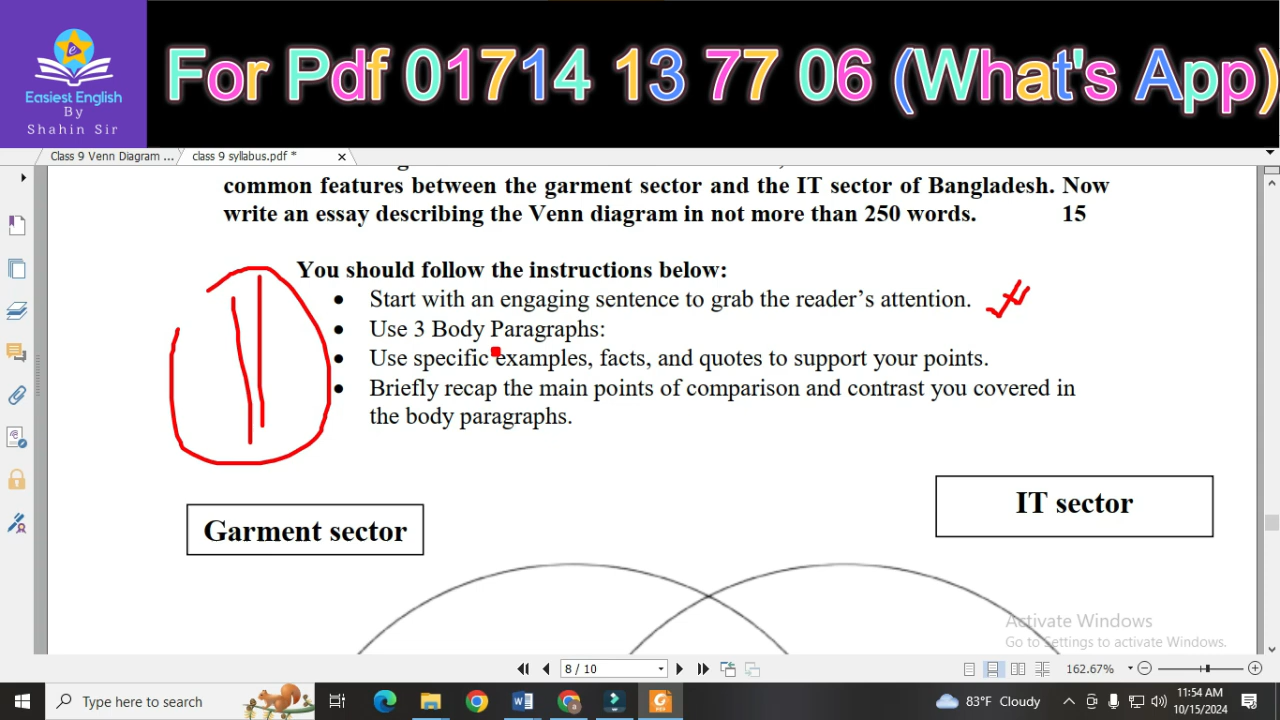 For Pdf 01714 13 77 06 (What's App)
Easiest English
By
Shahin Sir
Class 9 Venn Diagram ...
class 9 syllabus.pdf *
common features between the garment sector and the IT sector of Bangladesh. Now
write an essay describing the Venn diagram in not more than 250 words. 15
You should follow the instructions below:
• Start with an engaging sentence to grab the reader's attention.
• Use 3 Body Paragraphs:
• Use specific examples, facts, and quotes to support your points.
• Briefly recap the main points of comparison and contrast you covered in
the body paragraphs.
IT sector
Garment sector
Activate Windows
Go to Settings to activate Windows.
8 / 10
162.67%
Type here to search
83°F Cloudy
11:54 AM
10/15/2024